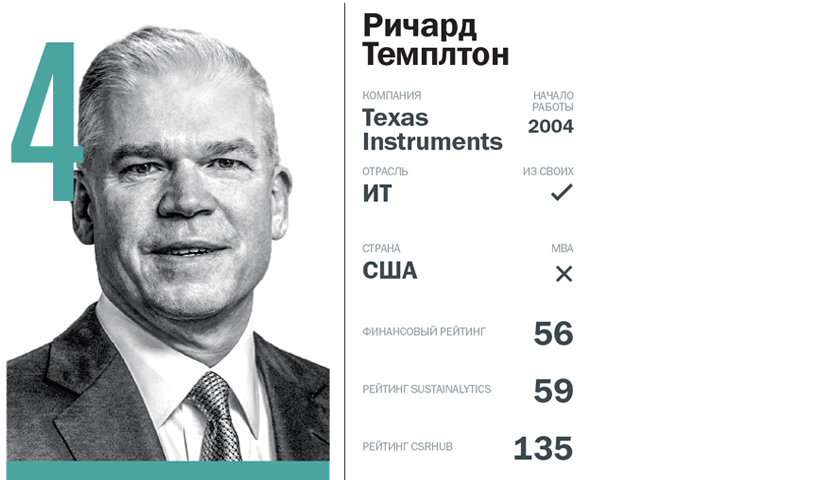 4
Ричард
Темплтон
КОМПАНИЯ
Texas
Instruments
НАЧАЛО
РАБОТЫ
2004
ОТРАСЛЬ
ИТ
ИЗ СВОИХ
СТРАНА
США
MBA
ФИНАНСОВЫЙ РЕЙТИНГ
56
РЕЙТИНГ SUSTAINALYTICS
59
РЕЙТИНГ CSRHUB
135